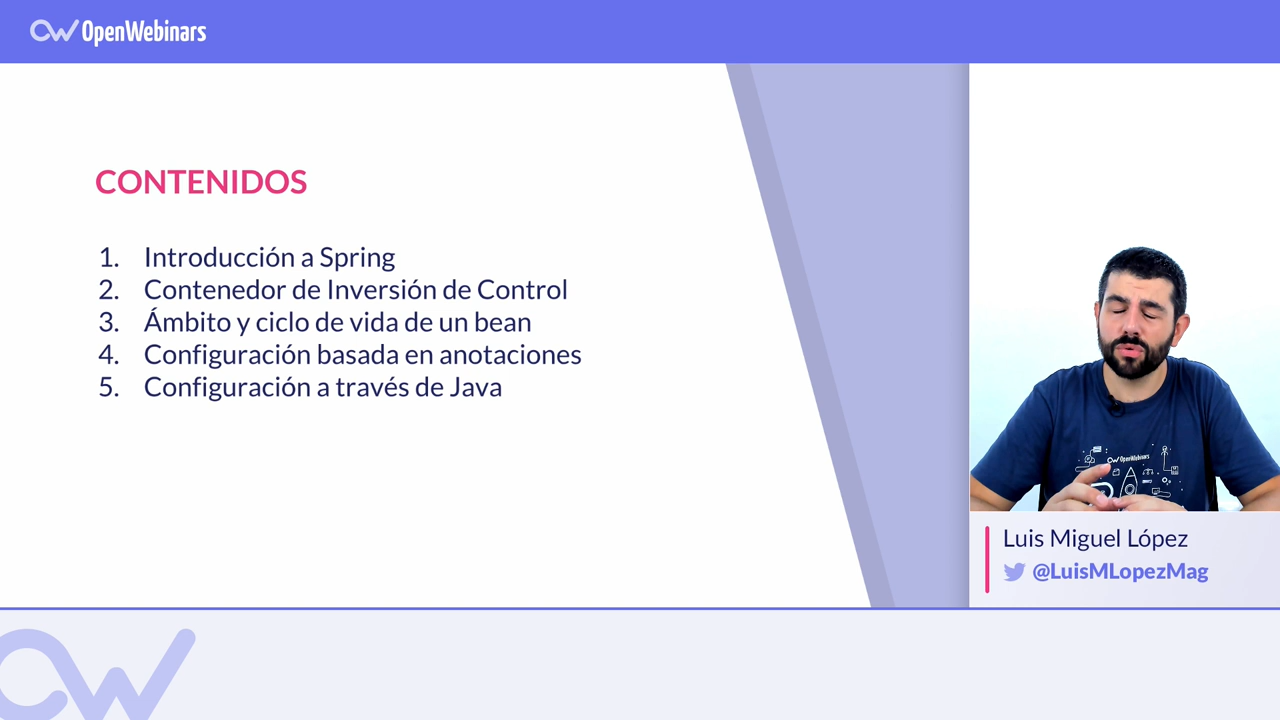 OpenWebinars
CONTENIDOS
1. Introducción a Spring
2. Contenedor de Inversión de Control
3. Ámbito y ciclo de vida de un bean
4. Configuración basada en anotaciones
5. Configuración a través de Java
OpenWebinars
Luis Miguel López
@LuisMLopezMag